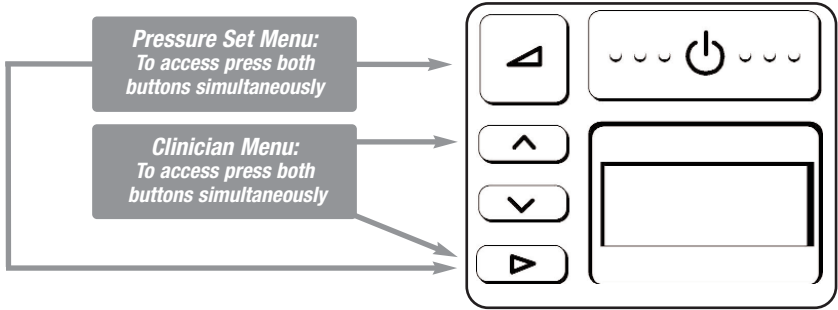 Pressure Set Menu:
To access press both
buttons simultaneously
Clinician Menu:
To access press both
buttons simultaneously